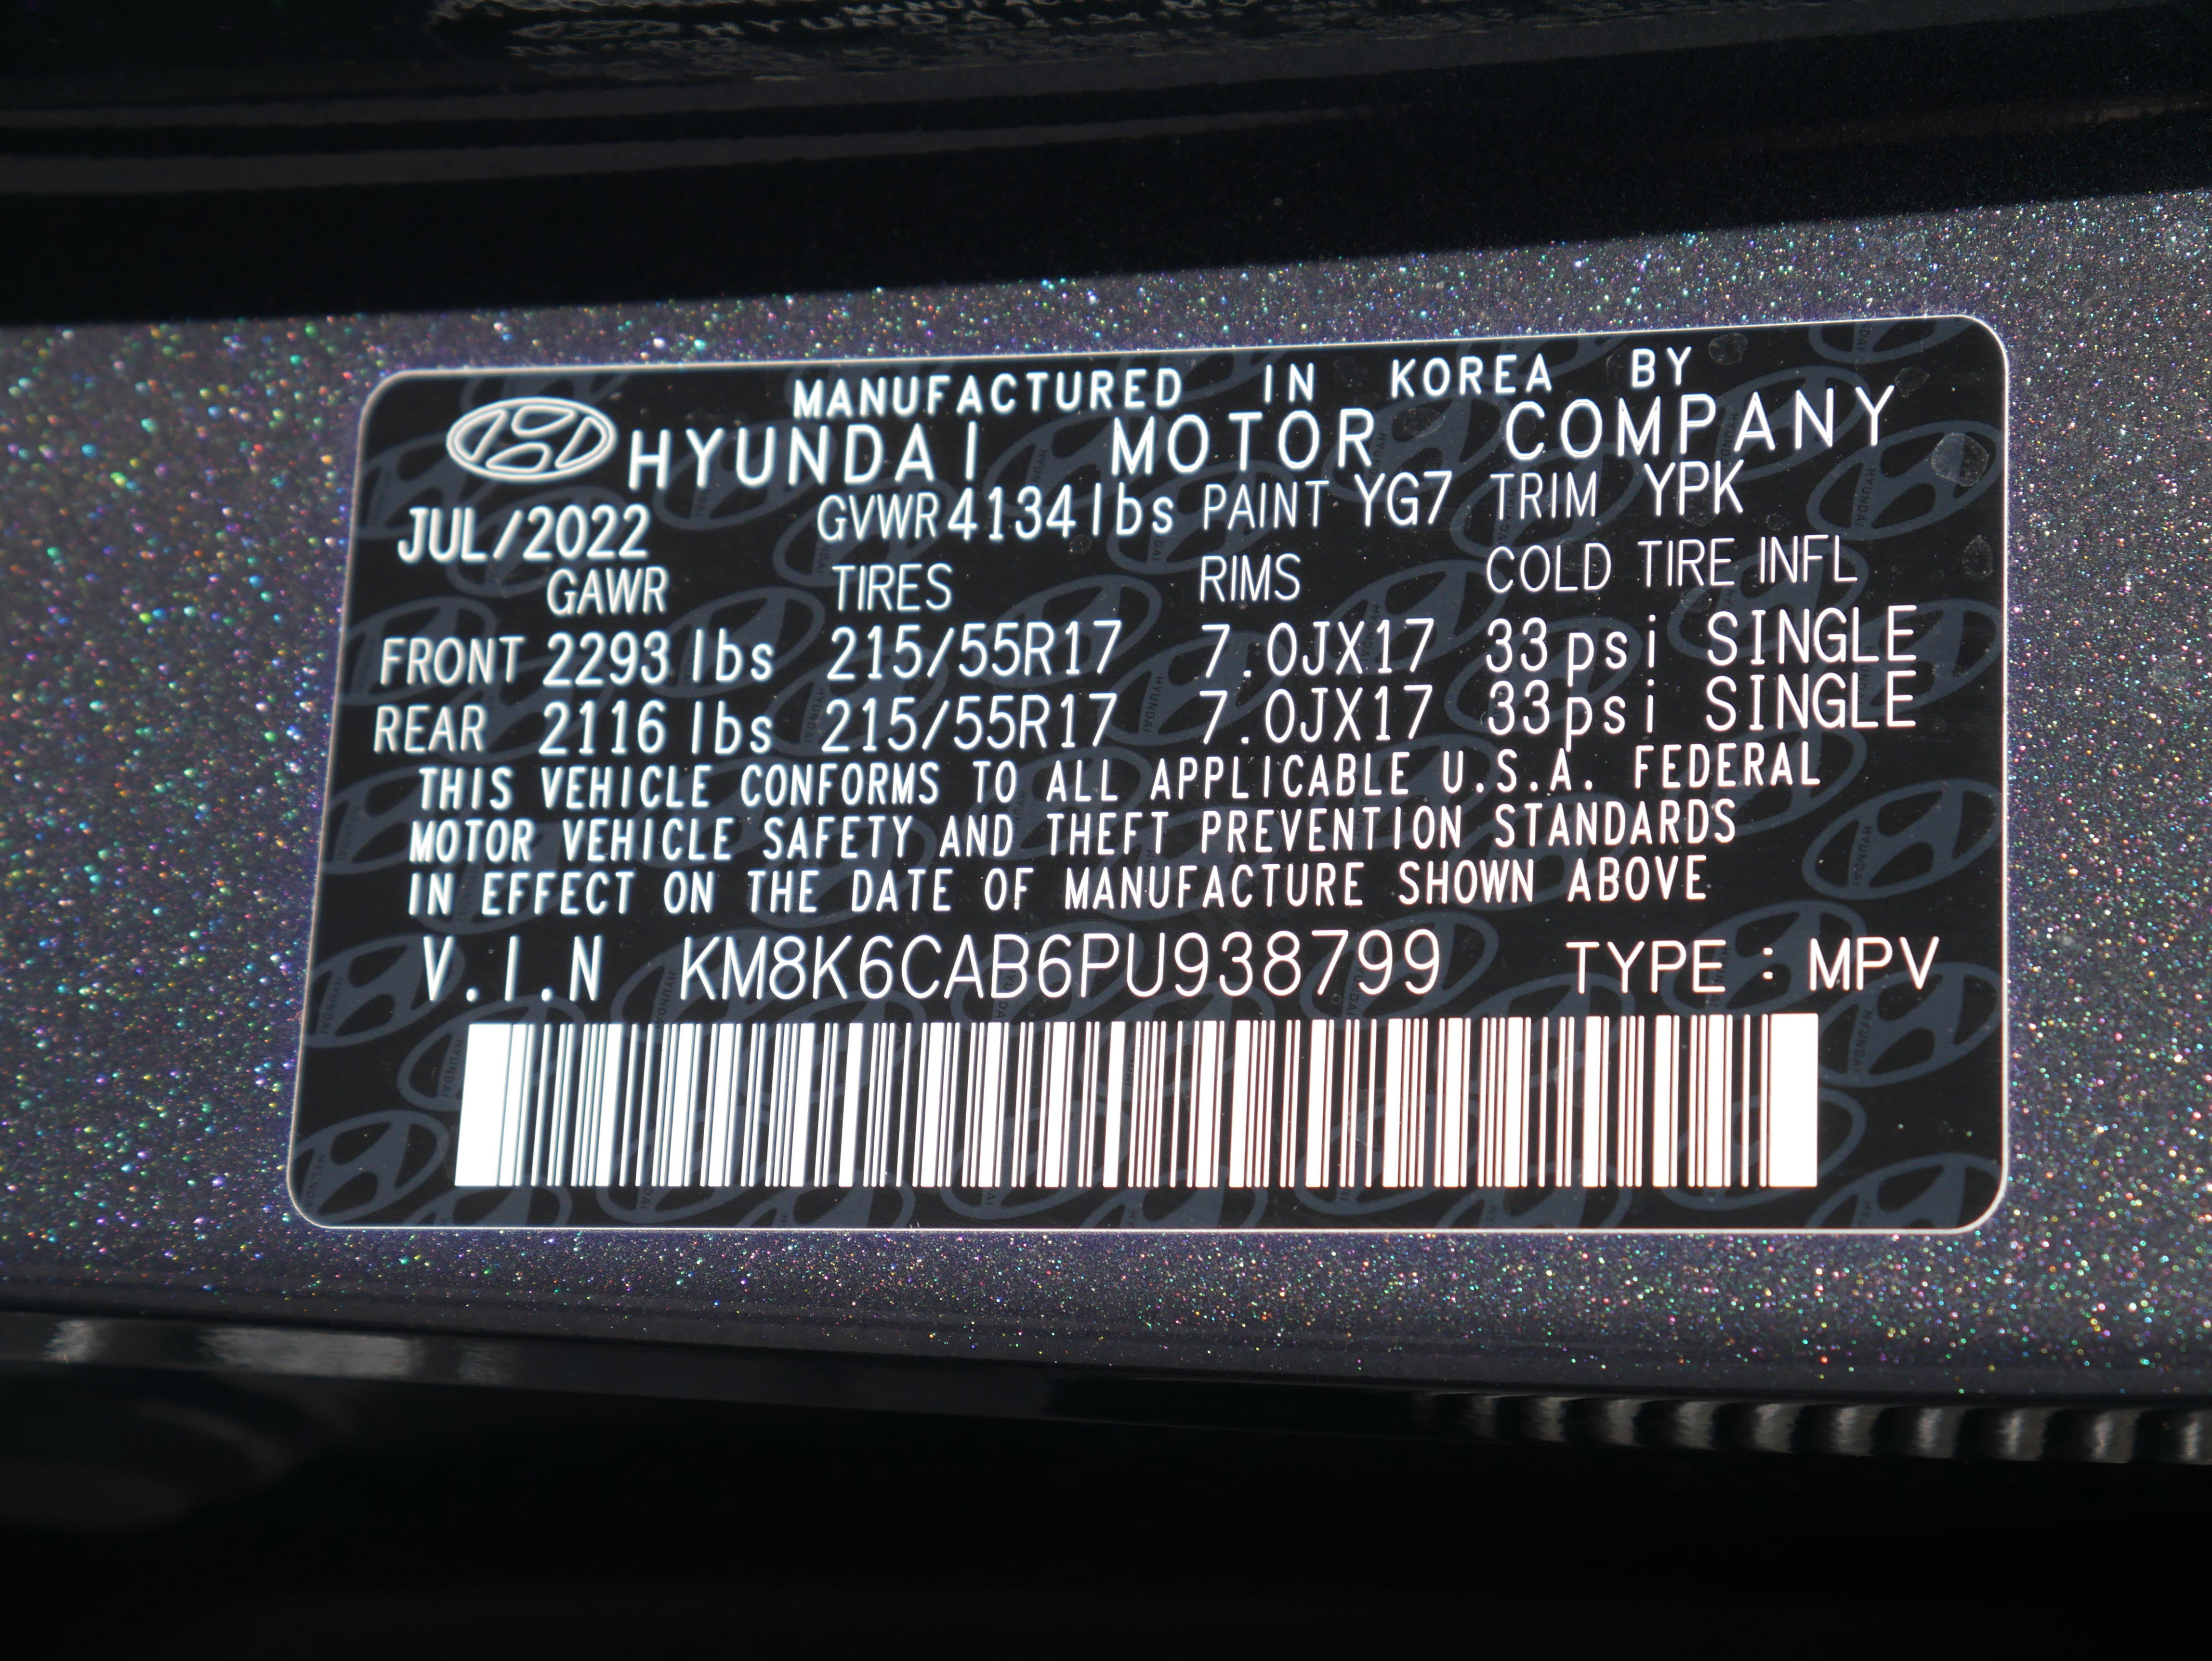 MANUFACTURED IN KOREA BY
HYUNDAI MOTOR COMPANY
JUL/2022 GVWR 4134 lbs PAINT YG7 TRIM YPK
GAWR TIRES RIMS COLD TIRE INFL
FRONT 2293 lbs 215/55R17 7.0JX17 33psi SINGLE
REAR 2116 lbs 215/55R17 7.0JX17 33psi SINGLE
THIS VEHICLE CONFORMS TO ALL APPLICABLE U.S.A. FEDERAL
MOTOR VEHICLE SAFETY AND THEFT PREVENTION STANDARDS
IN EFFECT ON THE DATE OF MANUFACTURE SHOWN ABOVE
V.I.N KM8K6CAB6PU938799 TYPE : MPV